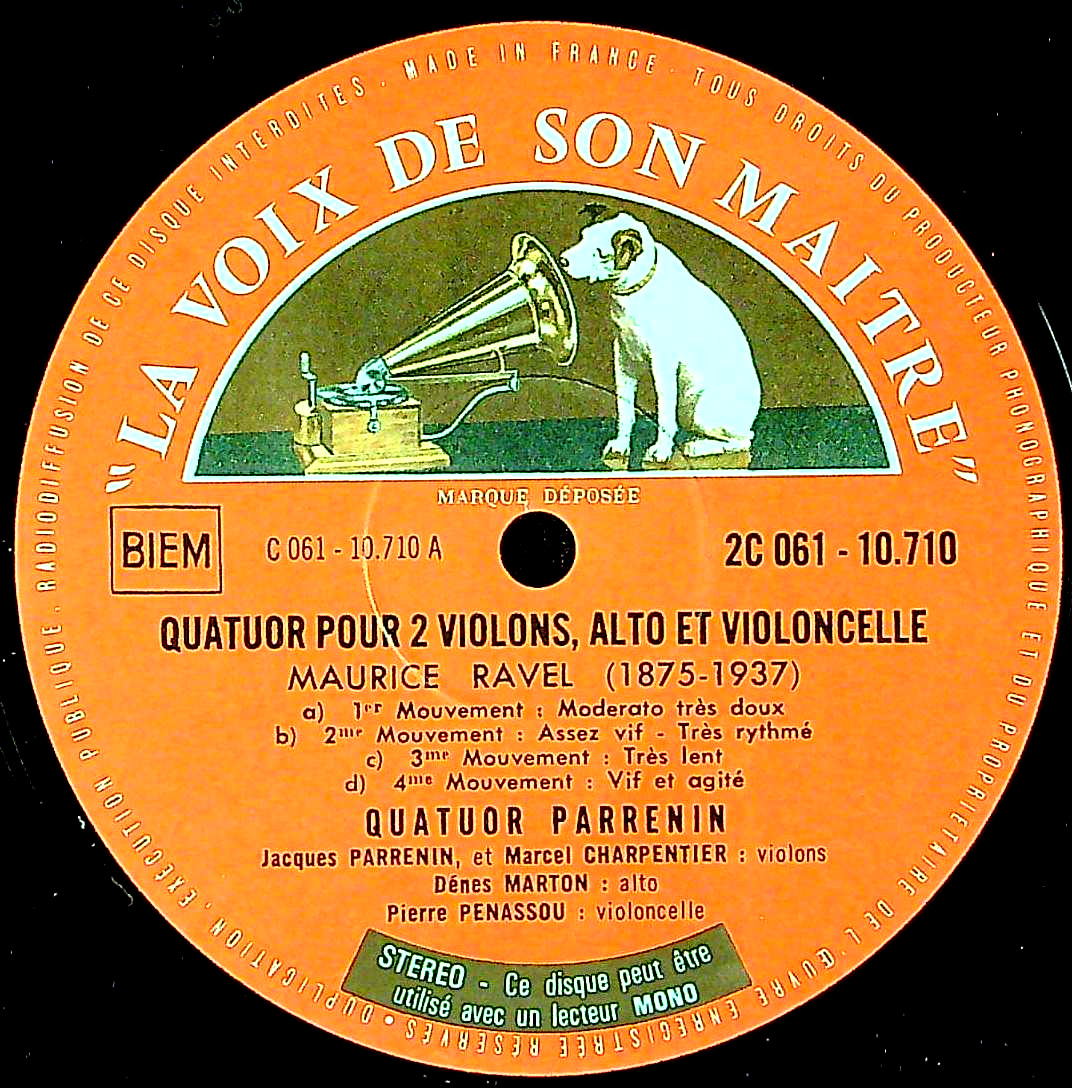 MADE IN FRANCE · TOUS DROITS DU PRODUCTEUR PHONOGRAPHIQUE ET DU PROPRIÉTAIRE DE L'ŒUVRE ENREGISTRÉE RÉSERVÉS • DUPLICATION . EXÉCUTION PUBLIQUE . RADIODIFFUSION DE CE DISQUE INTERDITES .
"LA VOIX DE SON MAITRE"
MARQUE DÉPOSÉE
BIEM
C 061 - 10.710 A
2C 061 - 10.710
QUATUOR POUR 2 VIOLONS, ALTO ET VIOLONCELLE
MAURICE RAVEL (1875-1937)
a) 1er Mouvement : Moderato très doux
b) 2me Mouvement : Assez vif - Très rythmé
c) 3me Mouvement : Très lent
d) 4me Mouvement : Vif et agité
QUATUOR PARRENIN
Jacques PARRENIN, et Marcel CHARPENTIER : violons
Dénes MARTON : alto
Pierre PENASSOU : violoncelle
STEREO - Ce disque peut être
utilisé avec un lecteur MONO